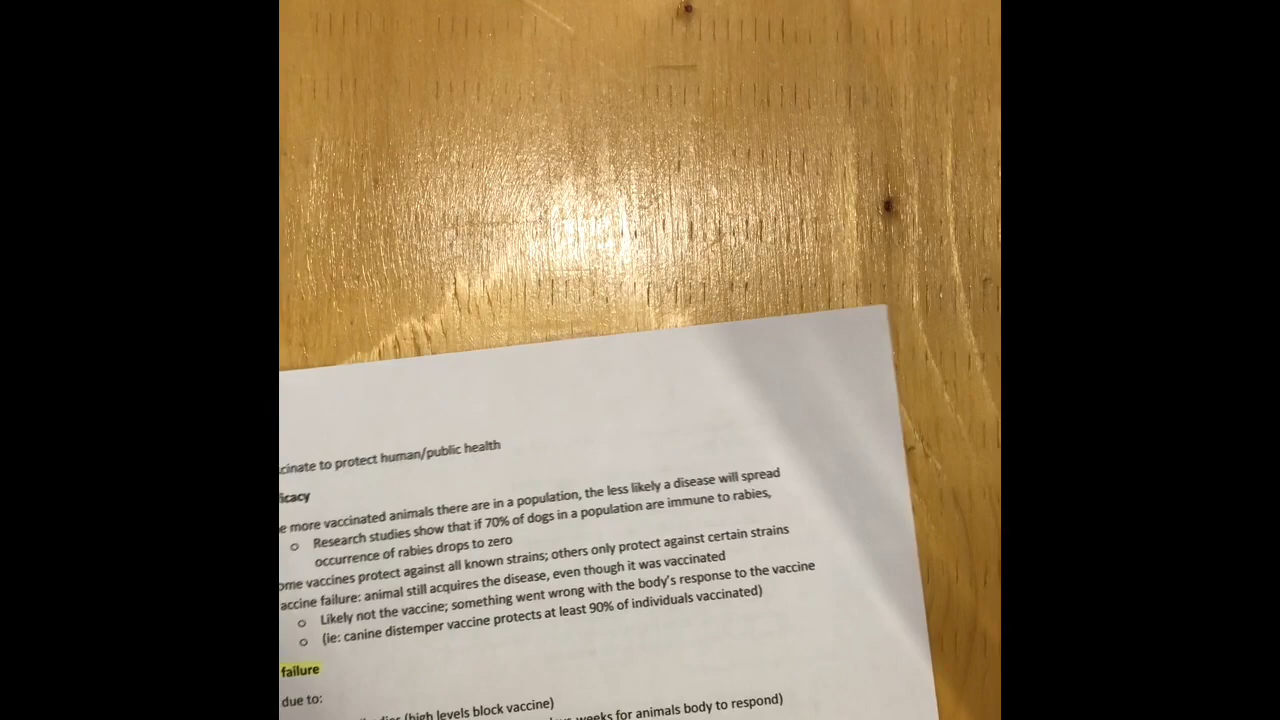 cinate to protect human/public health
icacy
e more vaccinated animals there are in a population, the less likely a disease will spread
o Research studies show that if 70% of dogs in a population are immune to rabies,
occurrence of rabies drops to zero
ome vaccines protect against all known strains; others only protect against certain strains
accine failure: animal still acquires the disease, even though it was vaccinated
o Likely not the vaccine; something went wrong with the body's response to the vaccine
o (ie: canine distemper vaccine protects at least 90% of individuals vaccinated)
failure
due to:
(high levels block vaccine)
weeks for animals body to respond)